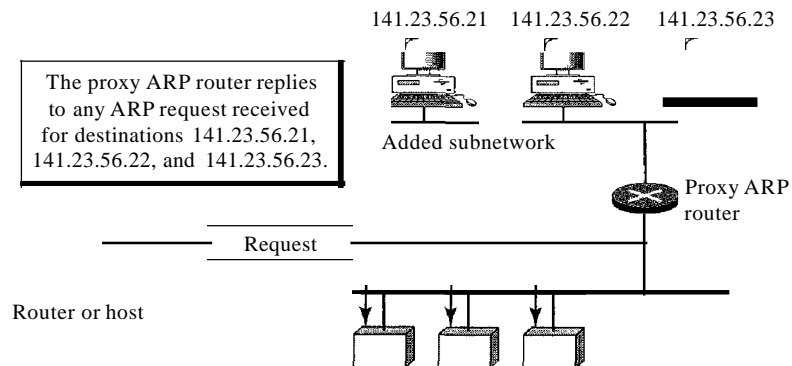 141.23.56.21 141.23.56.22 141.23.56.23
The proxy ARP router replies
to any ARP request received
for destinations 141.23.56.21,
141.23.56.22, and 141.23.56.23.
Added subnetwork
Proxy ARP
router
Request
Router or host